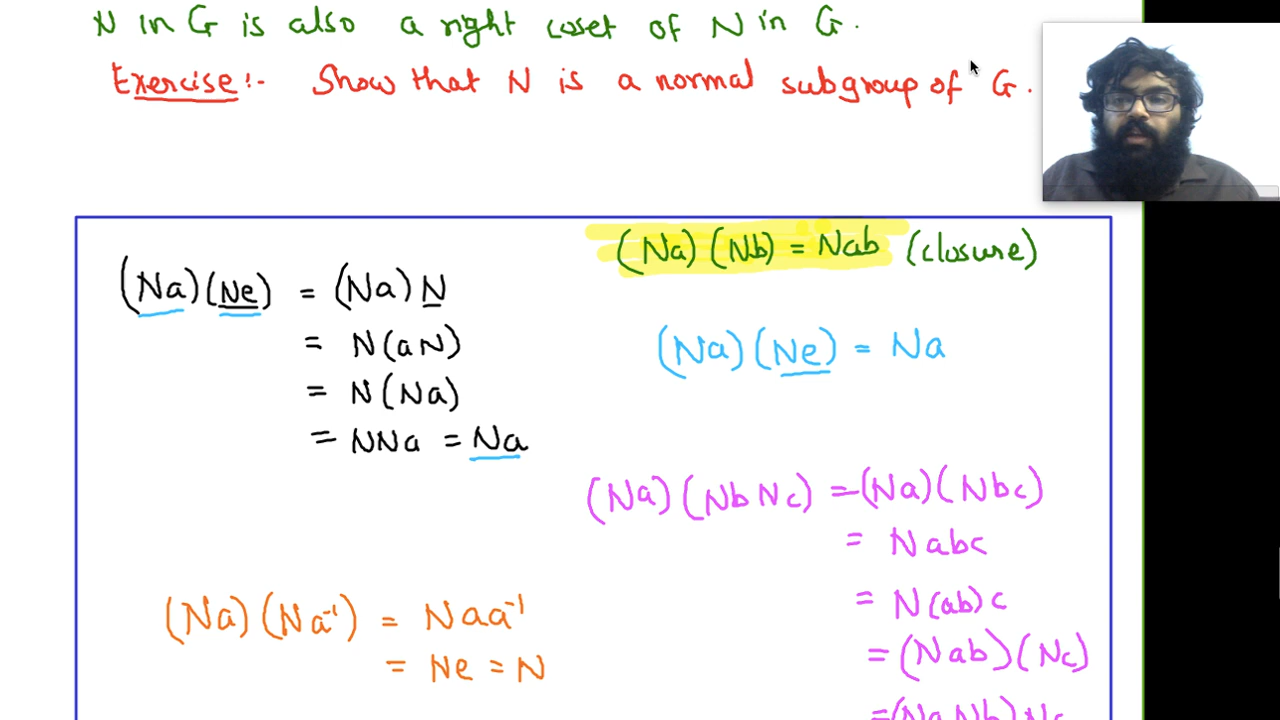 N in G is also a right coset of N in G.
Exercise:- Show that N is a normal subgroup of G.
(Na)(Nb) = Nab (closure)
(Na)(Ne) = (Na)N
= N(aN)
= N(Na)
= NNa = Na
(Na)(Ne) = Na
(Na)(NbNc) = (Na)(Nbc)
= Nabc
= N(ab)c
= (Nab)(Nc)
= (NaNb)Nc
(Na)(Na⁻¹) = Naa⁻¹
= Ne = N